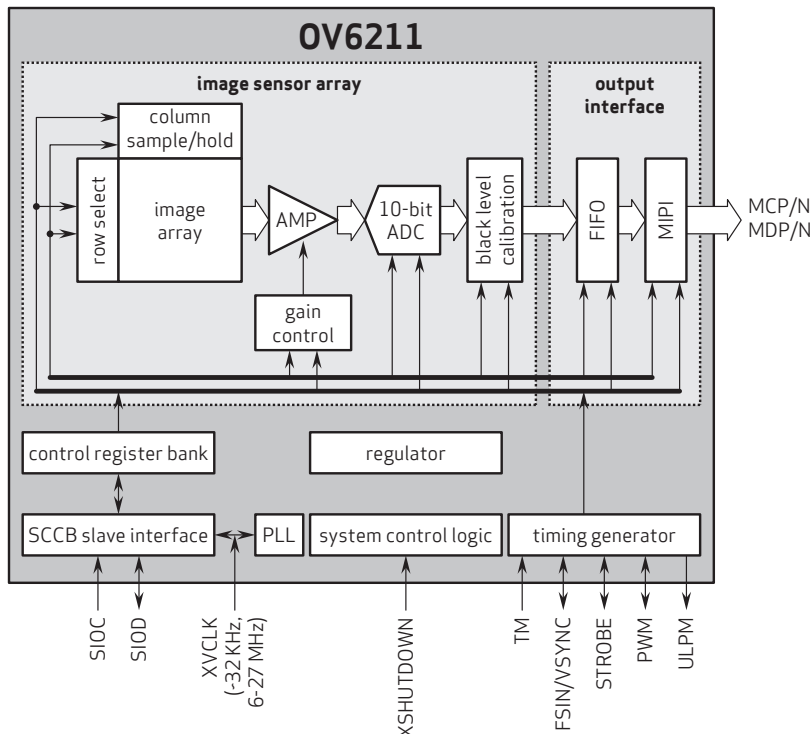 OV6211
image sensor array
output
interface
column
sample/hold
row select
image
array
AMP
10-bit
ADC
black level
calibration
FIFO
MIPI
MCP/N
MDP/N
gain
control
control register bank
regulator
SCCB slave interface
PLL
system control logic
timing generator
SIOC
SIOD
XVCLK
(-32 KHz,
6-27 MHz)
XSHUTDOWN
TM
FSIN/VSYNC
STROBE
PWM
ULPM